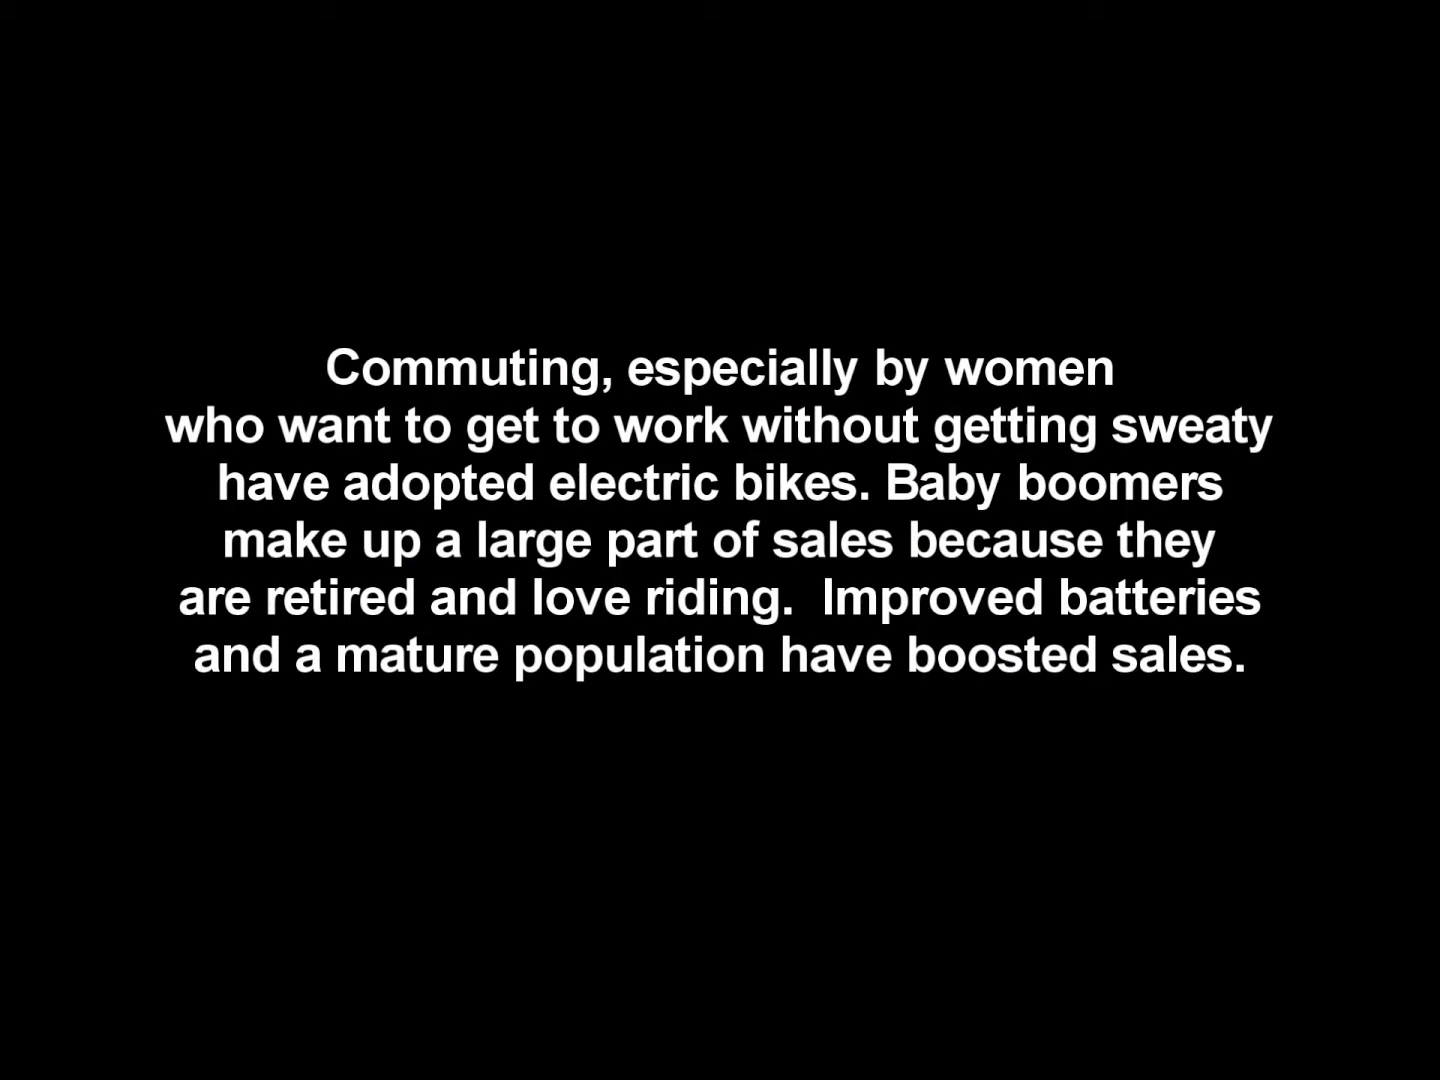 Commuting, especially by women
who want to get to work without getting sweaty
have adopted electric bikes. Baby boomers
make up a large part of sales because they
are retired and love riding.  Improved batteries
and a mature population have boosted sales.